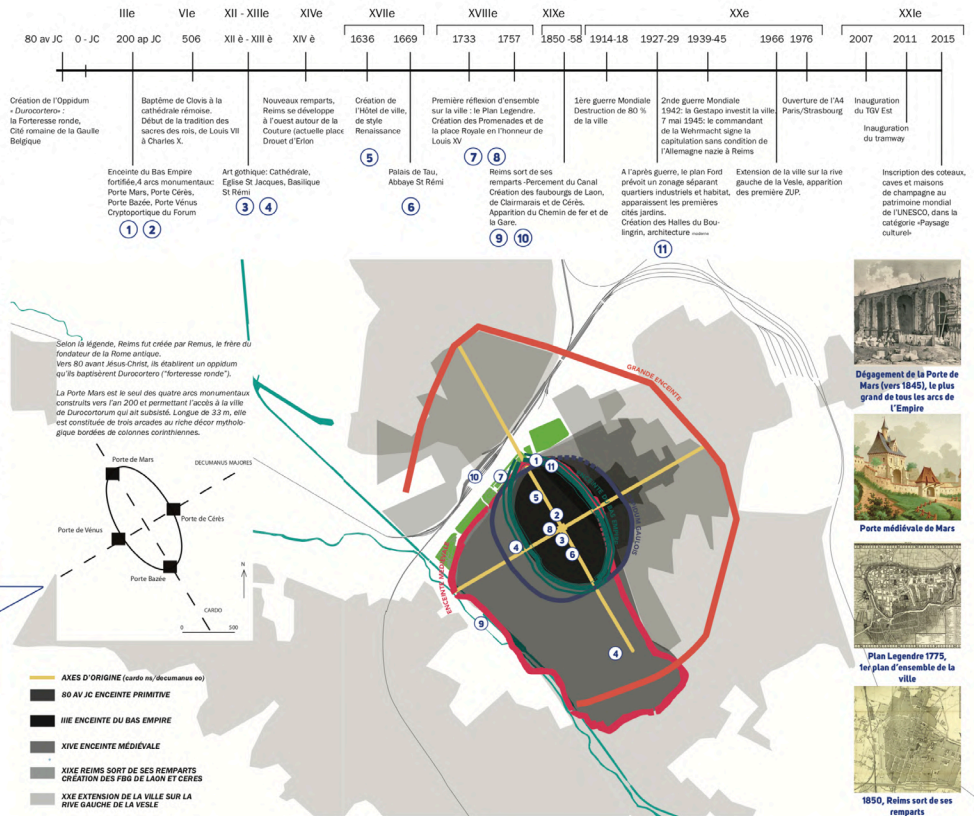 IIIe VIe XII - XIIIe XIVe XVIIe XVIIIe XIXe XXe XXIe
80 av JC 0 - JC 200 ap JC 506 XII è - XIII è XIV è 1636 1669 1733 1757 1850 -58 1914-18 1927-29 1939-45 1966 1976 2007 2011 2015
Création de l'Oppidum
« Durocortero» :
la Forteresse ronde,
Cité romaine de la Gaulle
Belgique
Enceinte du Bas Empire
fortifiée,4 arcs monumentaux:
Porte Mars, Porte Cérès,
Porte Bazée, Porte Vénus
Cryptoportique du Forum
1 2
Baptême de Clovis à la
cathédrale rémoise.
Début de la tradition des
sacres des rois, de Louis VII
à Charles X.
Art gothique: Cathédrale,
Eglise St Jacques, Basilique
St Rémi
3 4
Nouveaux remparts,
Reims se développe
à l'ouest autour de la
Couture (actuelle place
Drouet d'Erlon
Création de
l'Hôtel de ville,
de style
Renaissance
5
Palais de Tau,
Abbaye St Rémi
6
Première réflexion d'ensemble
sur la ville : le Plan Legendre.
Création des Promenades et de
la place Royale en l'honneur de
Louis XV
7 8
Reims sort de ses
remparts -Percement du Canal
Création des faubourgs de Laon,
de Clairmarais et de Cérès.
Apparition du Chemin de fer et de
la Gare.
9 10
1ère guerre Mondiale
Destruction de 80 %
de la ville
A l'après guerre, le plan Ford
prévoit un zonage séparant
quartiers industriels et habitat,
apparaissent les premières
cités jardins.
Création des Halles du Bou-
lingrin, architecture moderne
11
2nde guerre Mondiale
1942: la Gestapo investit la ville.
7 mai 1945: le commandant
de la Wehrmacht signe la
capitulation sans condition de
l'Allemagne nazie à Reims
Extension de la ville sur la rive
gauche de la Vesle, apparition
des première ZUP.
Ouverture de l'A4
Paris/Strasbourg
Inauguration
du TGV Est
Inauguration
du tramway
Inscription des coteaux,
caves et maisons
de champagne au
patrimoine mondial
de l'UNESCO, dans la
catégorie «Paysage
culturel»
Selon la légende, Reims fut créée par Remus, le frère du
fondateur de la Rome antique.
Vers 80 avant Jésus-Christ, ils établirent un oppidum
qu'ils baptisèrent Durocortero ("forteresse ronde").
La Porte Mars est le seul des quatre arcs monumentaux
construits vers l'an 200 et permettant l'accès à la ville
de Durocortorum qui ait subsisté. Longue de 33 m, elle
est constituée de trois arcades au riche décor mytholo-
gique bordées de colonnes corinthiennes.
Porte de Mars
DECUMANUS MAJORES
Porte de Cérès
Porte de Vénus
Porte Bazée
N
CARDO
0 500
GRANDE ENCEINTE
ENCEINTE MEDIEVALE
1
11
10
7
5
2
8
3
4
6
9
4
AXES D'ORIGINE (cardo ns/decumanus eo)
80 AV JC ENCEINTE PRIMITIVE
IIIE ENCEINTE DU BAS EMPIRE
XIVE ENCEINTE MÉDIÉVALE
XIXE REIMS SORT DE SES REMPARTS
CRÉATION DES FBG DE LAON ET CERES
XXE EXTENSION DE LA VILLE SUR LA
RIVE GAUCHE DE LA VESLE
Dégagement de la Porte de
Mars (vers 1845), le plus
grand de tous les arcs de
l'Empire
Porte médiévale de Mars
Plan Legendre 1775,
1er plan d'ensemble de la
ville
1850, Reims sort de ses
remparts